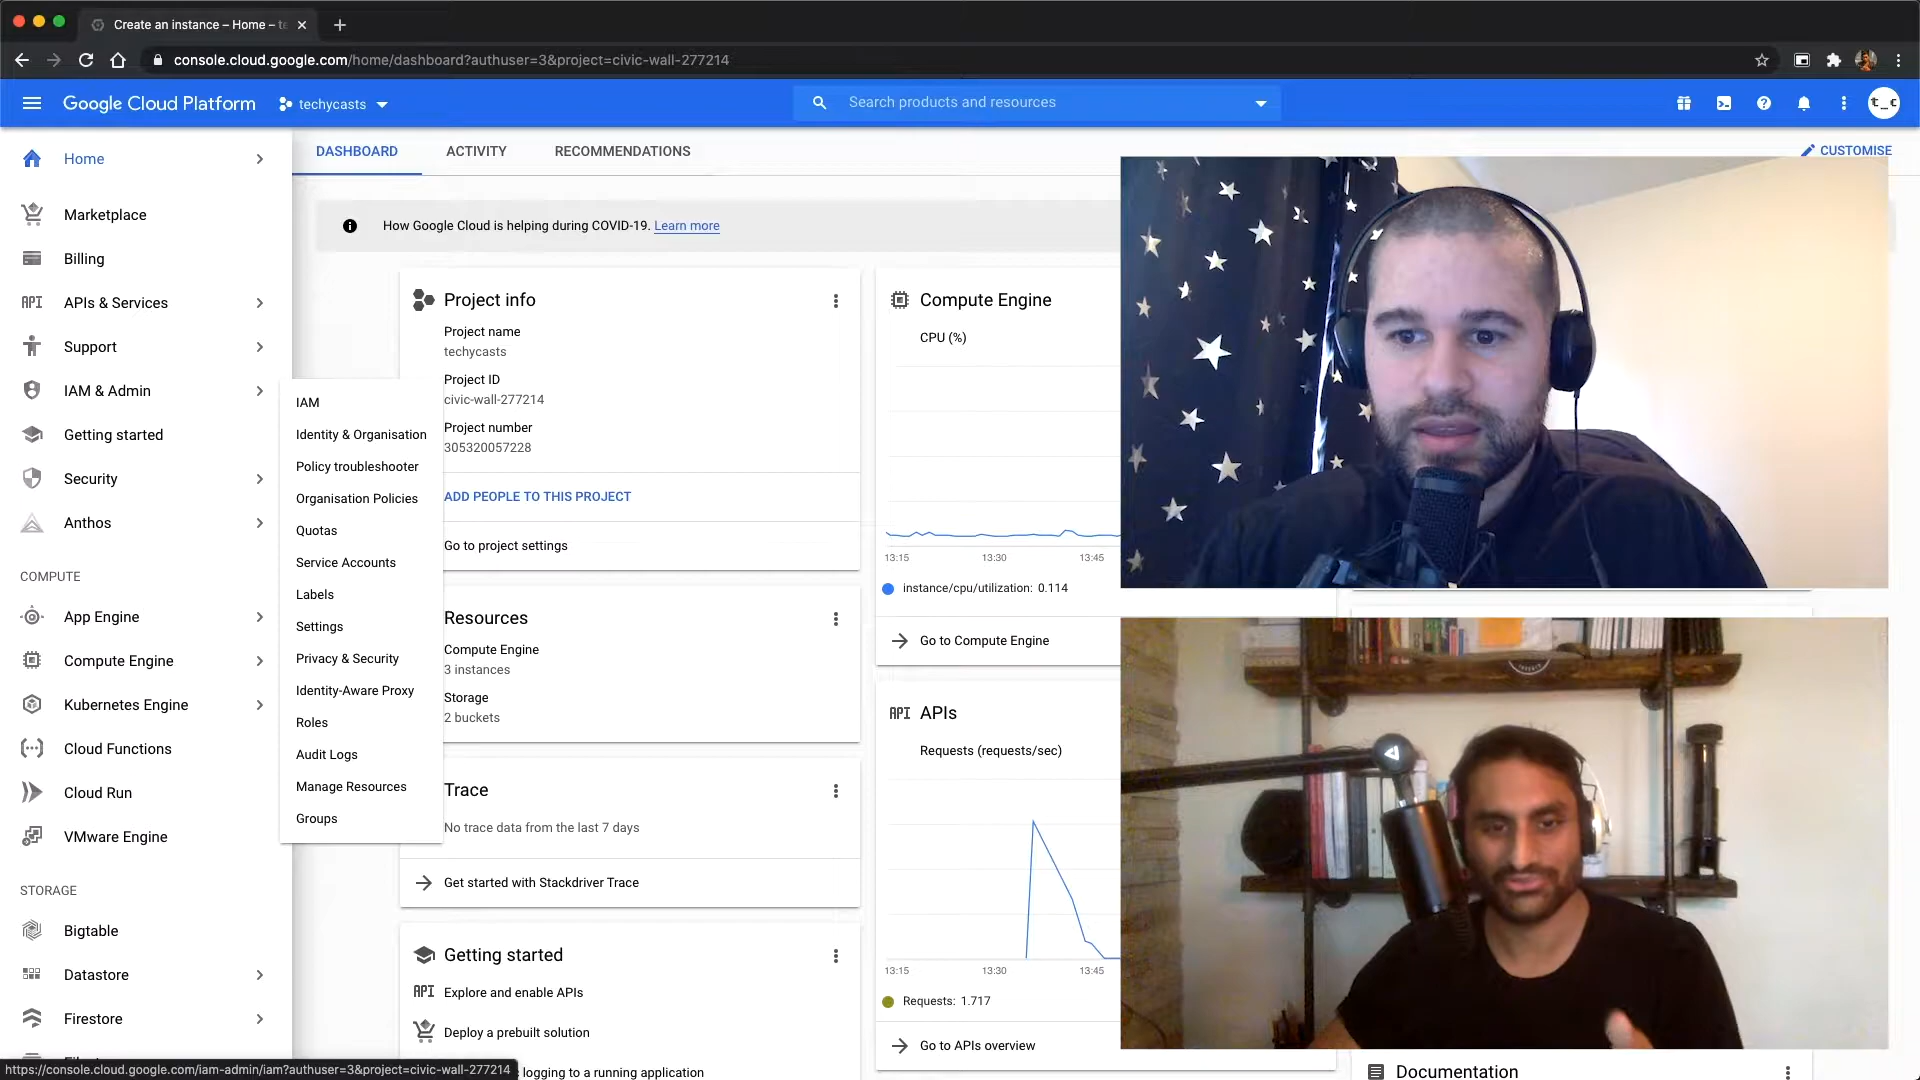 Create an instance – Home – te
console.cloud.google.com/home/dashboard?authuser=3&project=civic-wall-277214
Google Cloud Platform
techycasts
Search products and resources
t_c
Home
Marketplace
Billing
API
APIs & Services
Support
IAM & Admin
Getting started
Security
Anthos
COMPUTE
App Engine
Compute Engine
Kubernetes Engine
Cloud Functions
Cloud Run
VMware Engine
STORAGE
Bigtable
Datastore
Firestore
IAM
Identity & Organisation
Policy troubleshooter
Organisation Policies
Quotas
Service Accounts
Labels
Settings
Privacy & Security
Identity-Aware Proxy
Roles
Audit Logs
Manage Resources
Groups
DASHBOARD
ACTIVITY
RECOMMENDATIONS
CUSTOMISE
How Google Cloud is helping during COVID-19. Learn more
Project info
Project name
techycasts
Project ID
civic-wall-277214
Project number
305320057228
ADD PEOPLE TO THIS PROJECT
Go to project settings
Resources
Compute Engine
3 instances
Storage
2 buckets
Trace
No trace data from the last 7 days
Get started with Stackdriver Trace
Getting started
API
Explore and enable APIs
Deploy a prebuilt solution
logging to a running application
Compute Engine
CPU (%)
13:15
13:30
13:45
instance/cpu/utilization: 0.114
Go to Compute Engine
API
APIs
Requests (requests/sec)
13:15
13:30
13:45
Requests: 1.717
Go to APIs overview
Documentation
https://console.cloud.google.com/iam-admin/iam?authuser=3&project=civic-wall-277214